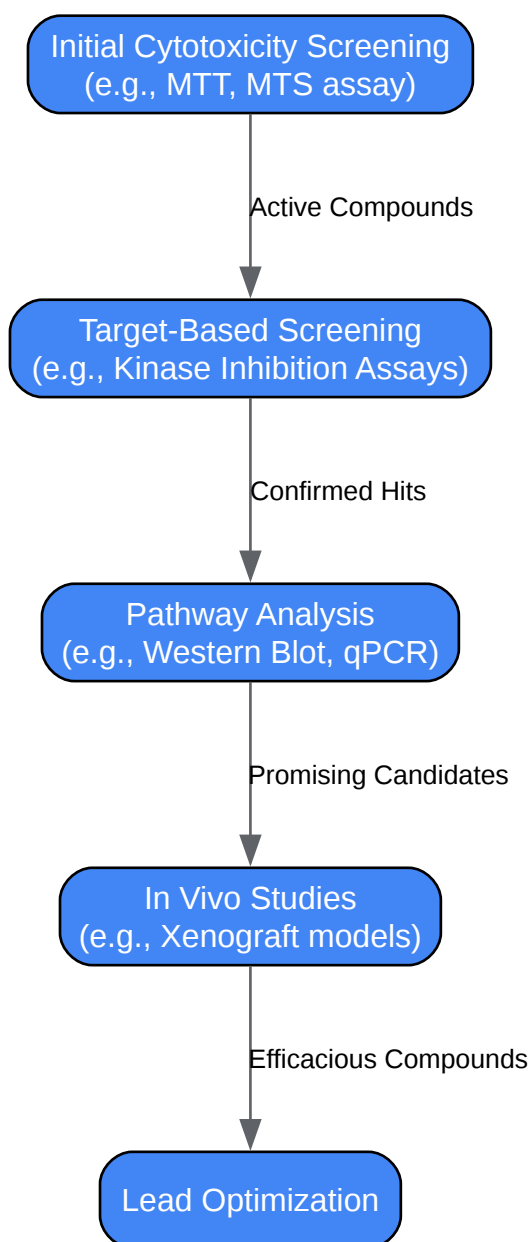 Initial Cytotoxicity Screening
(e.g., MTT, MTS assay)
Active Compounds
Target-Based Screening
(e.g., Kinase Inhibition Assays)
Confirmed Hits
Pathway Analysis
(e.g., Western Blot, qPCR)
Promising Candidates
In Vivo Studies
(e.g., Xenograft models)
Efficacious Compounds
Lead Optimization